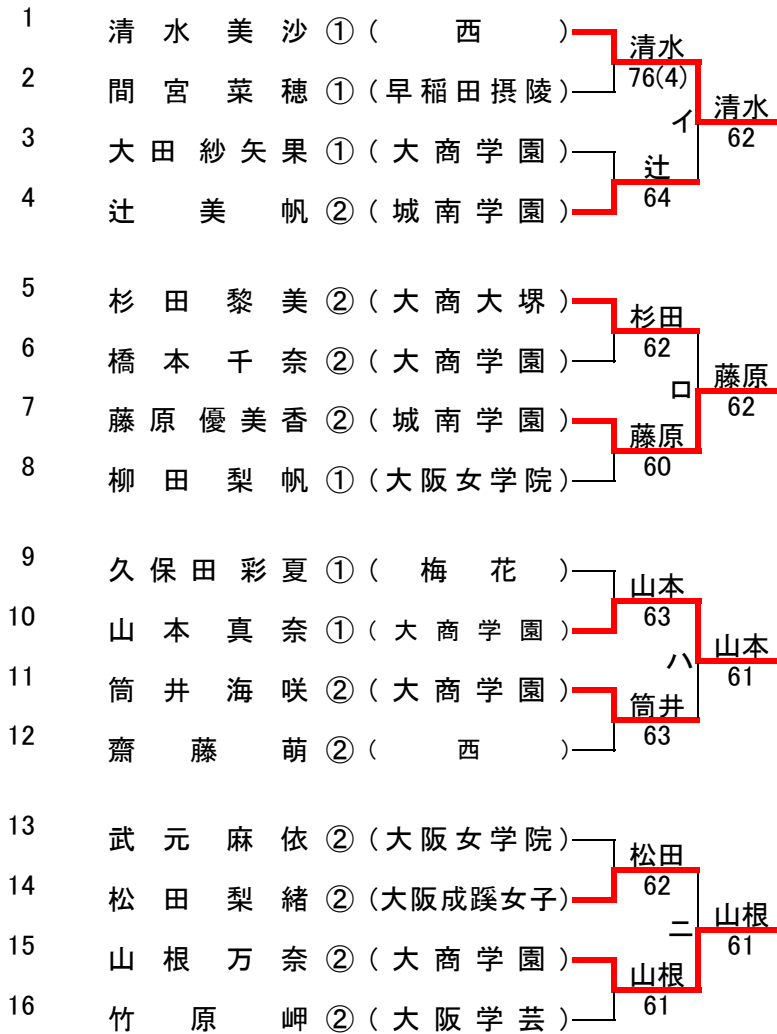 1 清水美沙 ① (西)
清水
76(4)
2 間宮菜穂 ① (早稲田摂陵)
イ
清水
62
3 大田紗矢果 ① (大商学園)
辻
64
4 辻美帆 ② (城南学園)
5 杉田黎美 ② (大商大堺)
杉田
62
6 橋本千奈 ② (大商学園)
ロ
藤原
62
7 藤原優美香 ② (城南学園)
藤原
60
8 柳田梨帆 ① (大阪女学院)
9 久保田彩夏 ① (梅花)
山本
63
10 山本真奈 ① (大商学園)
ハ
山本
61
11 筒井海咲 ② (大商学園)
筒井
63
12 齋藤萌 ② (西)
13 武元麻依 ② (大阪女学院)
松田
62
14 松田梨緒 ② (大阪成蹊女子)
ニ
山根
61
15 山根万奈 ② (大商学園)
山根
61
16 竹原岬 ② (大阪学芸)